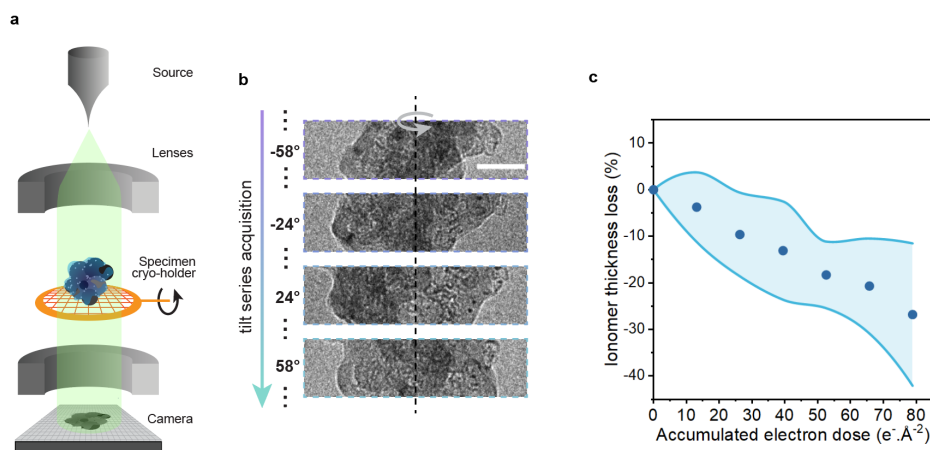 a
Source
Lenses
Specimen
cryo-holder
Camera
b
tilt series acquisition
⋮
-58°
⋮
-24°
⋮
24°
⋮
58°
⋮
c
Ionomer thickness loss (%)
10
0
-10
-20
-30
-40
0 10 20 30 40 50 60 70 80
Accumulated electron dose (e⁻.Å⁻²)